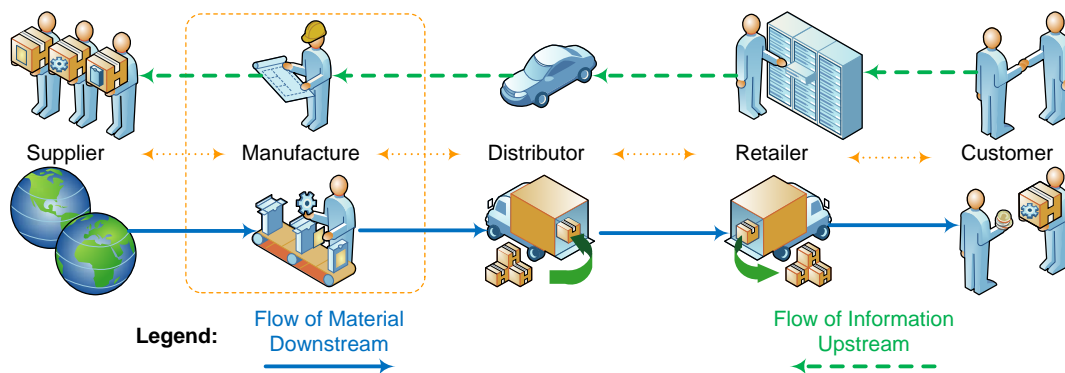 Supplier
Manufacture
Distributor
Retailer
Customer
Legend:
Flow of Material
Downstream
Flow of Information
Upstream